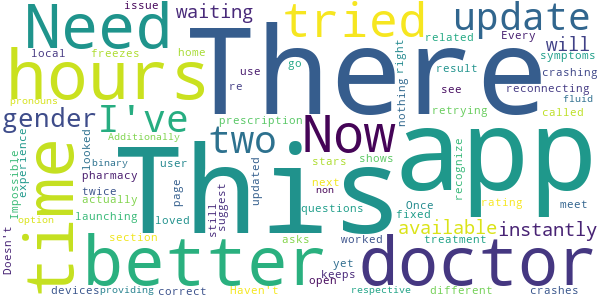 issue
waiting
Need
tried
update
There
will
local
freezes
home
go
related
Every
symptoms
hours
use
re
right
nothing
result
see
crashing
reconnecting
pronouns
prescription
retrying
called
fluid
gender
I've
two
Now
app
Additionally
time
Impossible
experience
looked
binary
user
This
stars
shows
recognize
pharmacy
page
updated
next
non
rating
option
twice
actually
loved
still
suggest
questions
Once
fixed
meet
launching
available
instantly
Doesn't
section
better
asks
worked
treatment
doctor
yet
keeps
open
devices
providing
correct
Haven't
respective
different
crashes